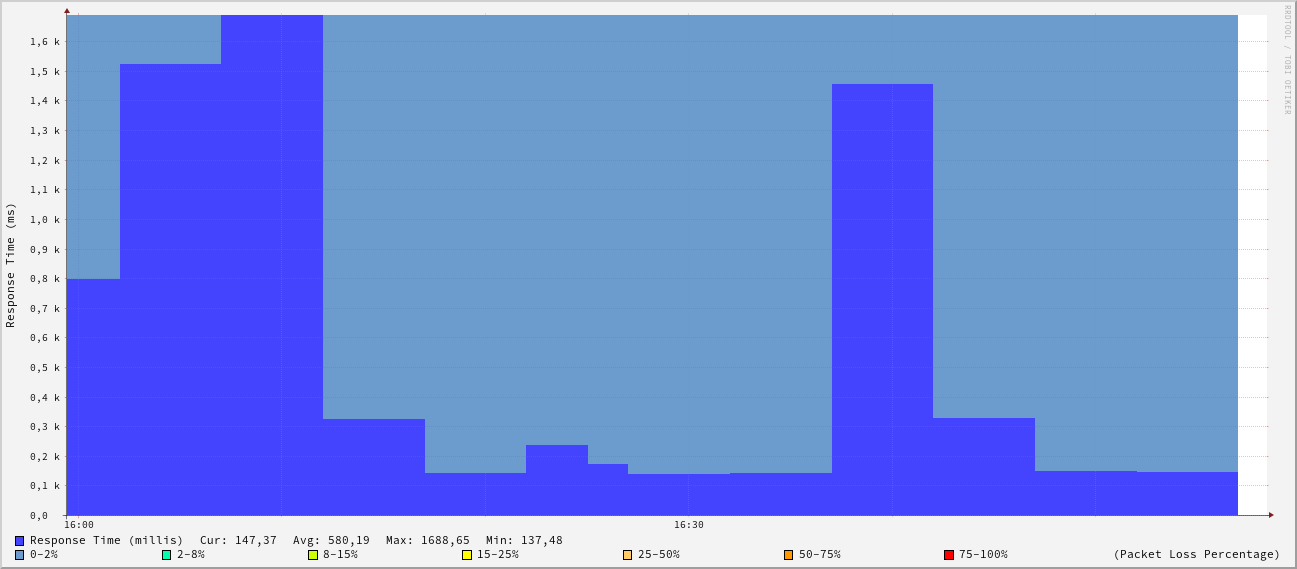 RRDTOOL / TOBI OETIKER
Response Time (ms)
1,6 k
1,5 k
1,4 k
1,3 k
1,2 k
1,1 k
1,0 k
0,9 k
0,8 k
0,7 k
0,6 k
0,5 k
0,4 k
0,3 k
0,2 k
0,1 k
0,0
16:00 16:30
Response Time (millis) Cur: 147,37 Avg: 580,19 Max: 1688,65 Min: 137,48
0-2% 2-8% 8-15% 15-25% 25-50% 50-75% 75-100% (Packet Loss Percentage)